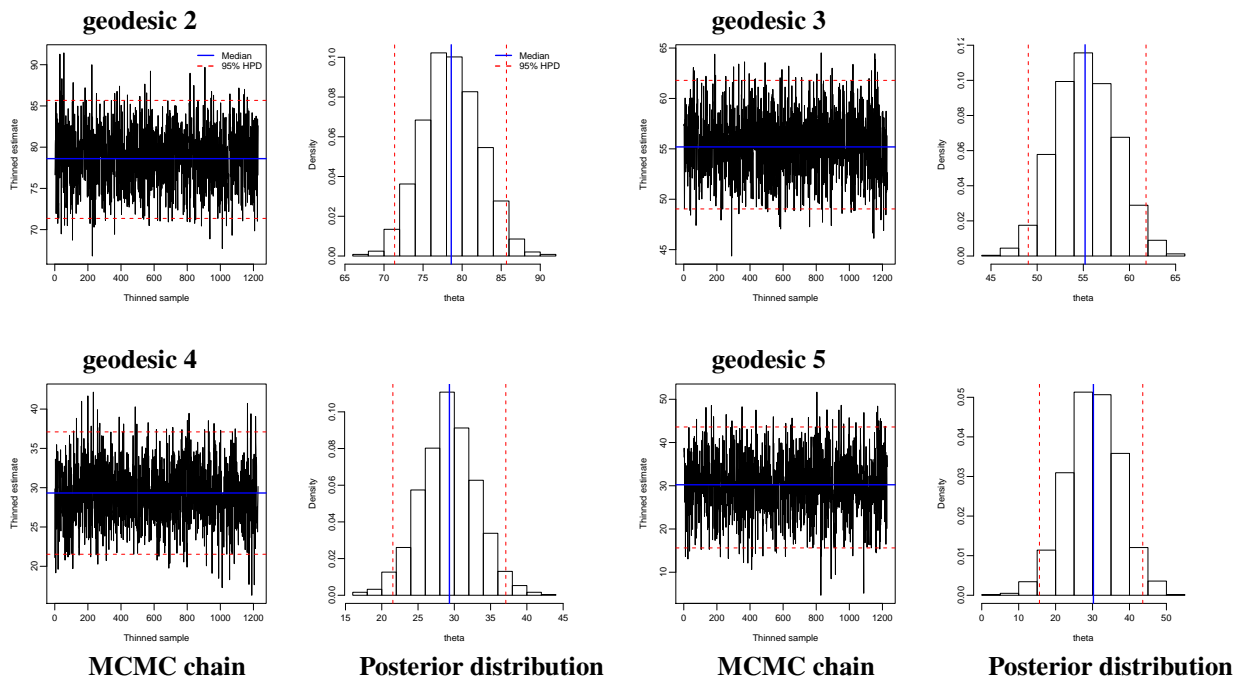 geodesic 2
geodesic 3
Thinned estimate
70 75 80 85 90
Median
95% HPD
0 200 400 600 800 1000 1200
Thinned sample
Density
0.00 0.02 0.04 0.06 0.08 0.10
Median
95% HPD
65 70 75 80 85 90
theta
Thinned estimate
45 50 55 60 65
0 200 400 600 800 1000 1200
Thinned sample
Density
0.00 0.02 0.04 0.06 0.08 0.10 0.12
45 50 55 60 65
theta
geodesic 4
geodesic 5
Thinned estimate
20 25 30 35 40
0 200 400 600 800 1000 1200
Thinned sample
Density
0.00 0.02 0.04 0.06 0.08 0.10
15 20 25 30 35 40 45
theta
Thinned estimate
10 20 30 40 50
0 200 400 600 800 1000 1200
Thinned sample
Density
0.00 0.01 0.02 0.03 0.04 0.05
0 10 20 30 40 50
theta
MCMC chain
Posterior distribution
MCMC chain
Posterior distribution